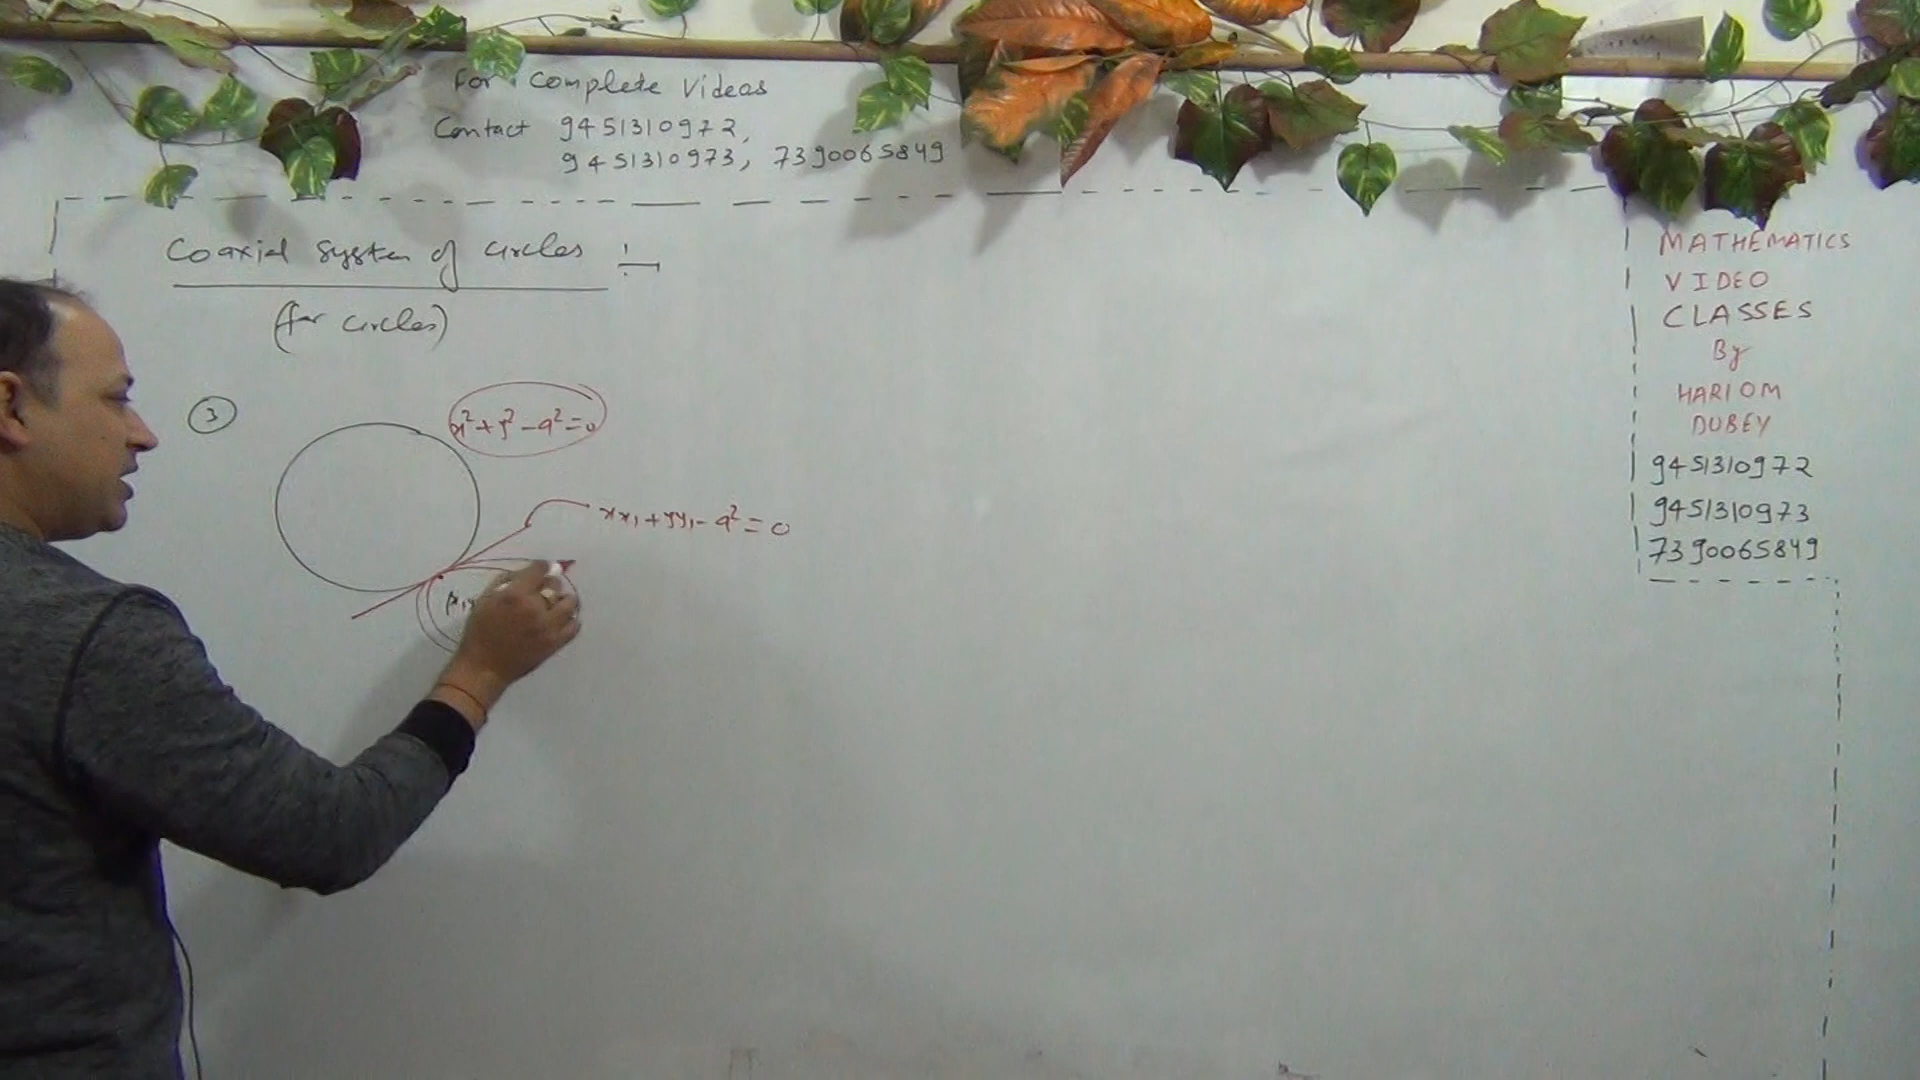 For Complete Videos
Contact 9451310972,
9451310973, 7390065849
Coaxial System of Circles :-
(for circles)
3
x²+y²-a²=0
xx₁+yy₁-a²=0
(x₁y
MATHEMATICS
VIDEO
CLASSES
By
HARIOM
DUBEY
9451310972
9451310973
7390065849